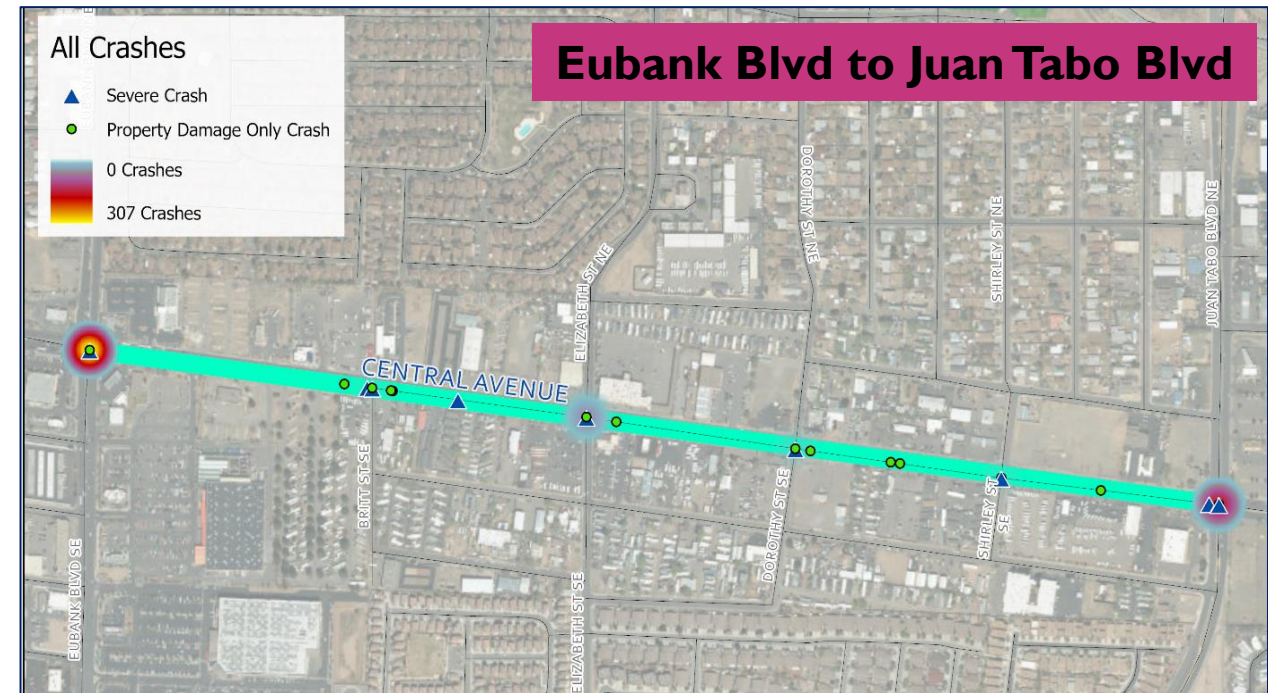 All Crashes
Severe Crash
Property Damage Only Crash
0 Crashes
307 Crashes
Eubank Blvd to Juan Tabo Blvd
DOROTHY ST NE
SHIRLEY ST NE
JUAN TABO BLVD NE
ELIZABETH ST NE
CENTRAL AVENUE
BRITT ST SE
DOROTHY ST SE
SHIRLEY ST
SE
EUBANK BLVD SE
ELIZABETH ST SE